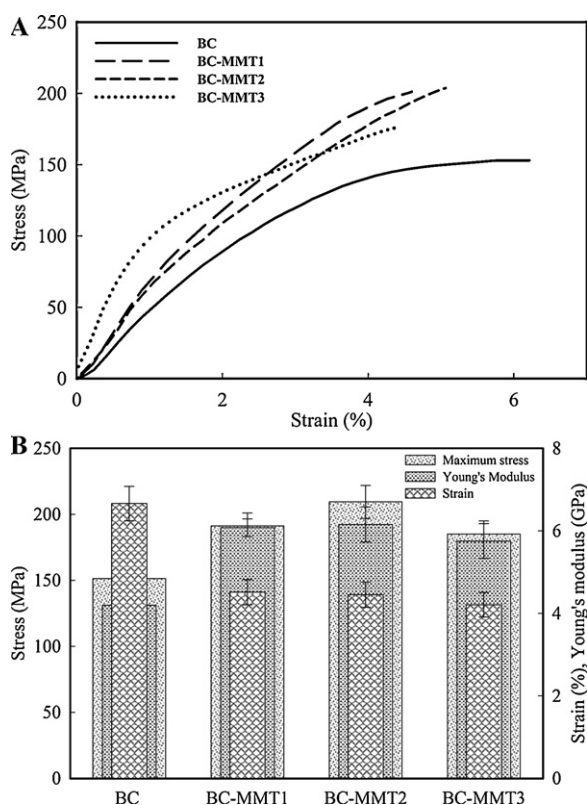 A
250
200
150
100
50
0
Stress (MPa)
BC
BC-MMT1
BC-MMT2
BC-MMT3
0 2 4 6
Strain (%)
B
250
200
150
100
50
0
Stress (MPa)
Maximum stress
Young's Modulus
Strain
8
6
4
2
0
Strain (%), Young's modulus (GPa)
BC BC-MMT1 BC-MMT2 BC-MMT3